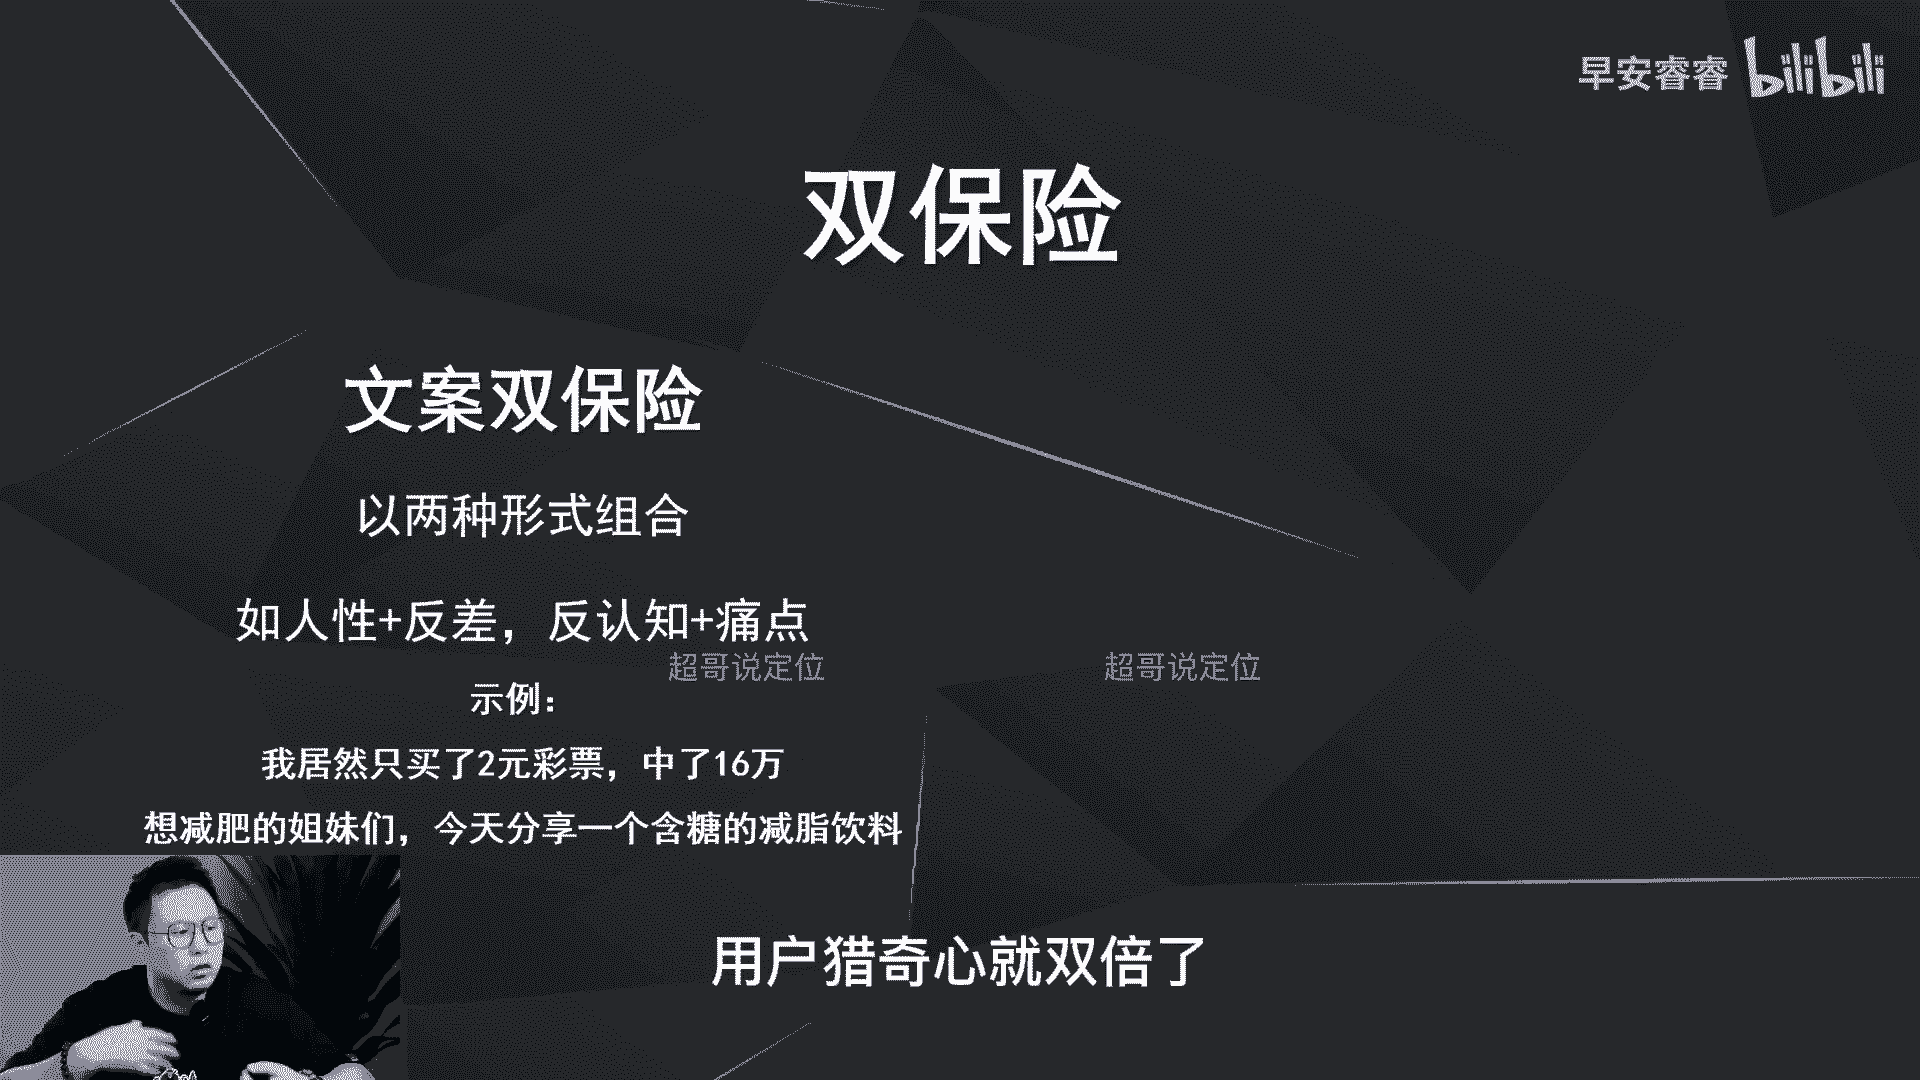 早安睿睿 bilibili
双保险
文案双保险
以两种形式组合
如人性+反差，反认知+痛点
超哥说定位 超哥说定位
示例：
我居然只买了2元彩票，中了16万
想减肥的姐妹们，今天分享一个含糖的减脂饮料
用户猎奇心就双倍了